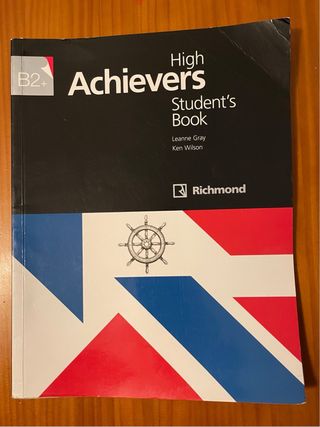 B2+
High
Achievers
Student's
Book
Leanne Gray
Ken Wilson
R Richmond